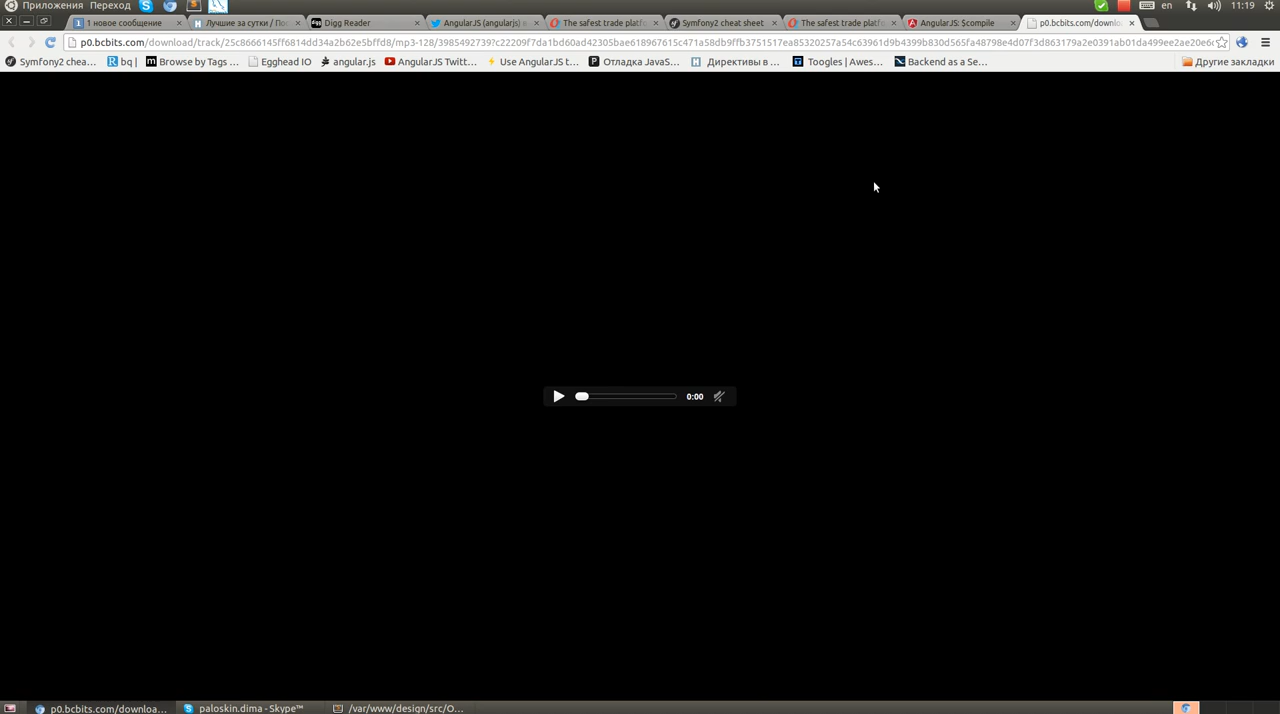 Приложения Переход en 11:19
1 новое сообщение Лучшие за сутки / Пос Digg Reader AngularJS (angularjs) The safest trade platfo Symfony2 cheat sheet The safest trade platfo AngularJS: $compile p0.bcbits.com/downlo
p0.bcbits.com/download/track/25c8666145ff6814dd34a2b62e5bffd8/mp3-128/3985492739?c22209f7da1bd60ad42305bae618967615c471a58db9ffb3751517ea85320257a54c63961d9b4399b830d565fa48798e4d07f3d863179a2e0391ab01da499ee2ae20e6c
Symfony2 chea... bq | Browse by Tags ... Egghead IO angular.js AngularJS Twitt... Use AngularJS t... Отладка JavaS... Директивы в ... Toogles | Awes... Backend as a Se... Другие закладки
0:00
p0.bcbits.com/downloa... paloskin.dima - Skype™ /var/www/design/src/O...